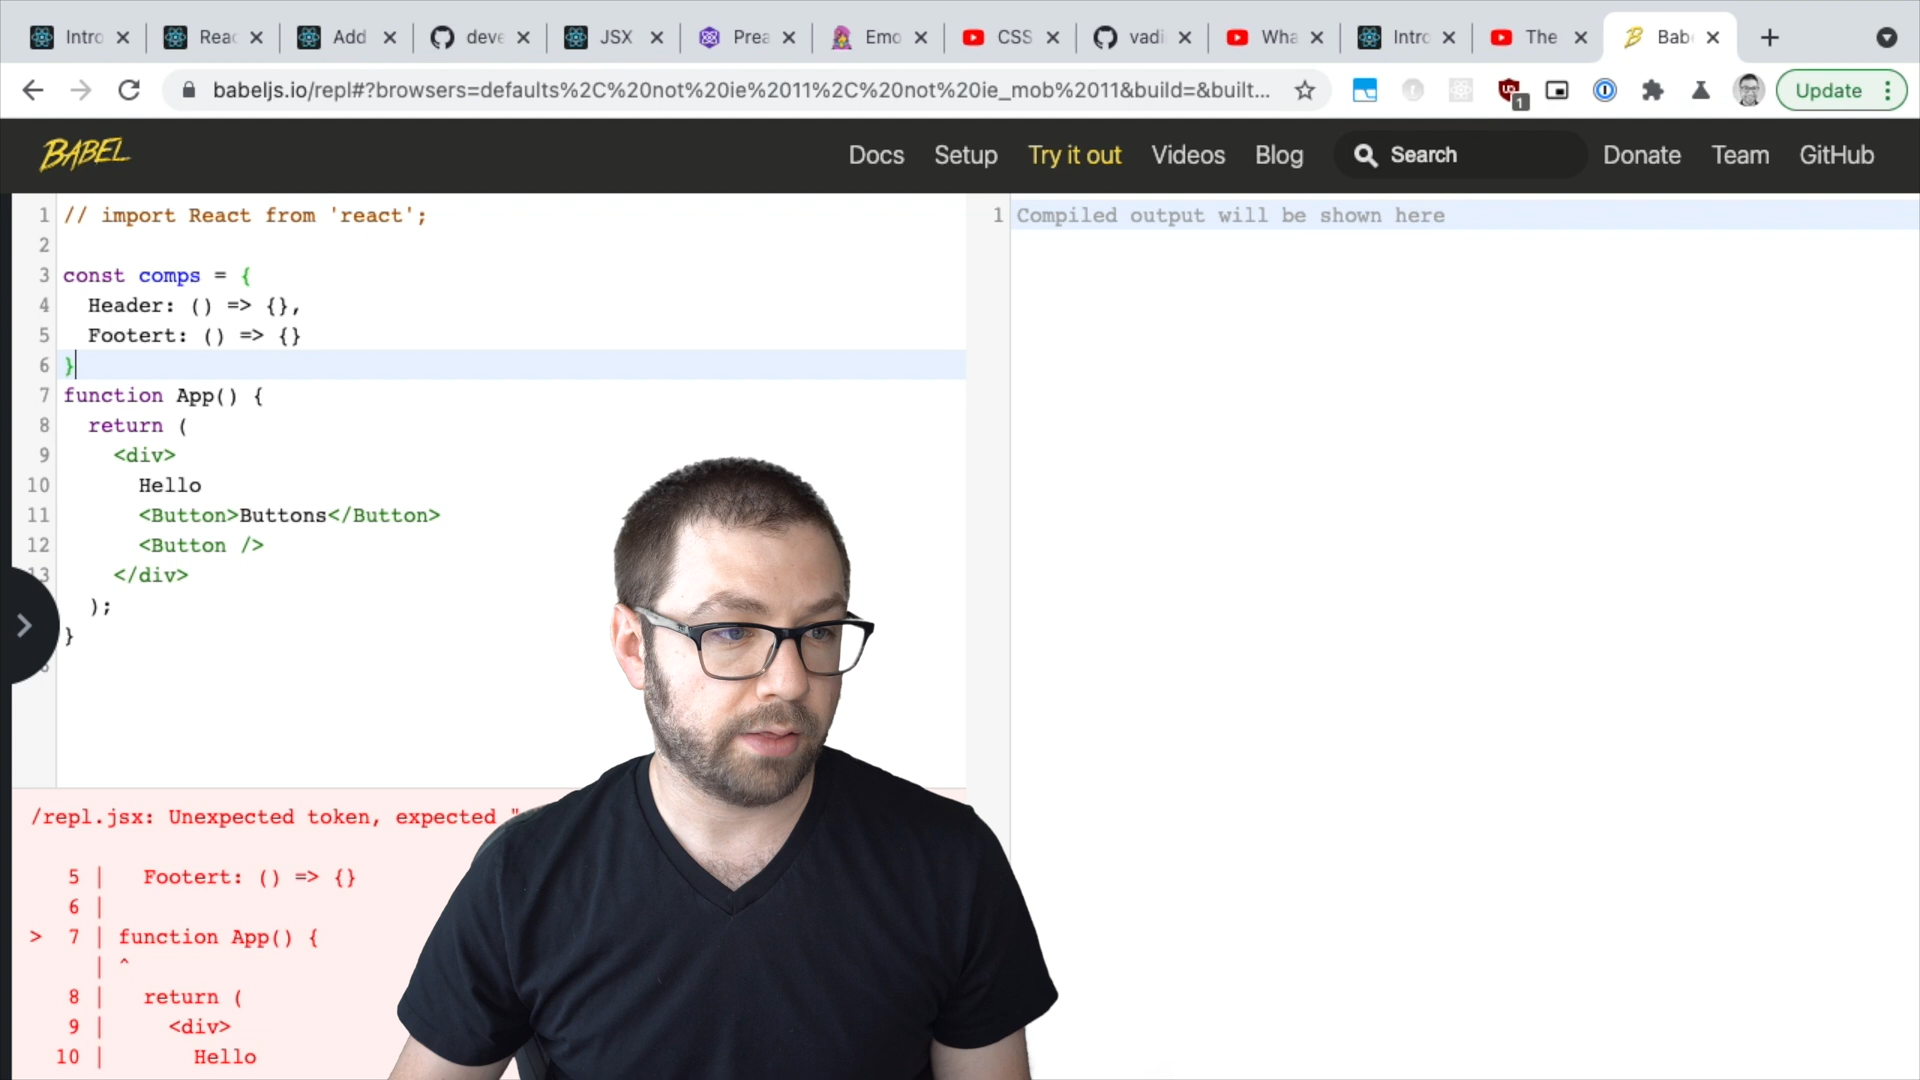 Intro
Reac
Add
deve
JSX
Prea
Emo
CSS
vadi
Wha
Intro
The
Bab
babeljs.io/repl#?browsers=defaults%2C%20not%20ie%2011%2C%20not%20ie_mob%2011&build=&built...
1
Update
BABEL
Docs
Setup
Try it out
Videos
Blog
Search
Donate
Team
GitHub
1 // import React from 'react';
2
3 const comps = {
4 Header: () => {},
5 Footert: () => {}
6 }
7 function App() {
8 return (
9 <div>
10 Hello
11 <Button>Buttons</Button>
12 <Button />
13 </div>
);
}
1 Compiled output will be shown here
/repl.jsx: Unexpected token, expected "
5 | Footert: () => {}
6 |
> 7 | function App() {
| ^
8 | return (
9 | <div>
10 | Hello